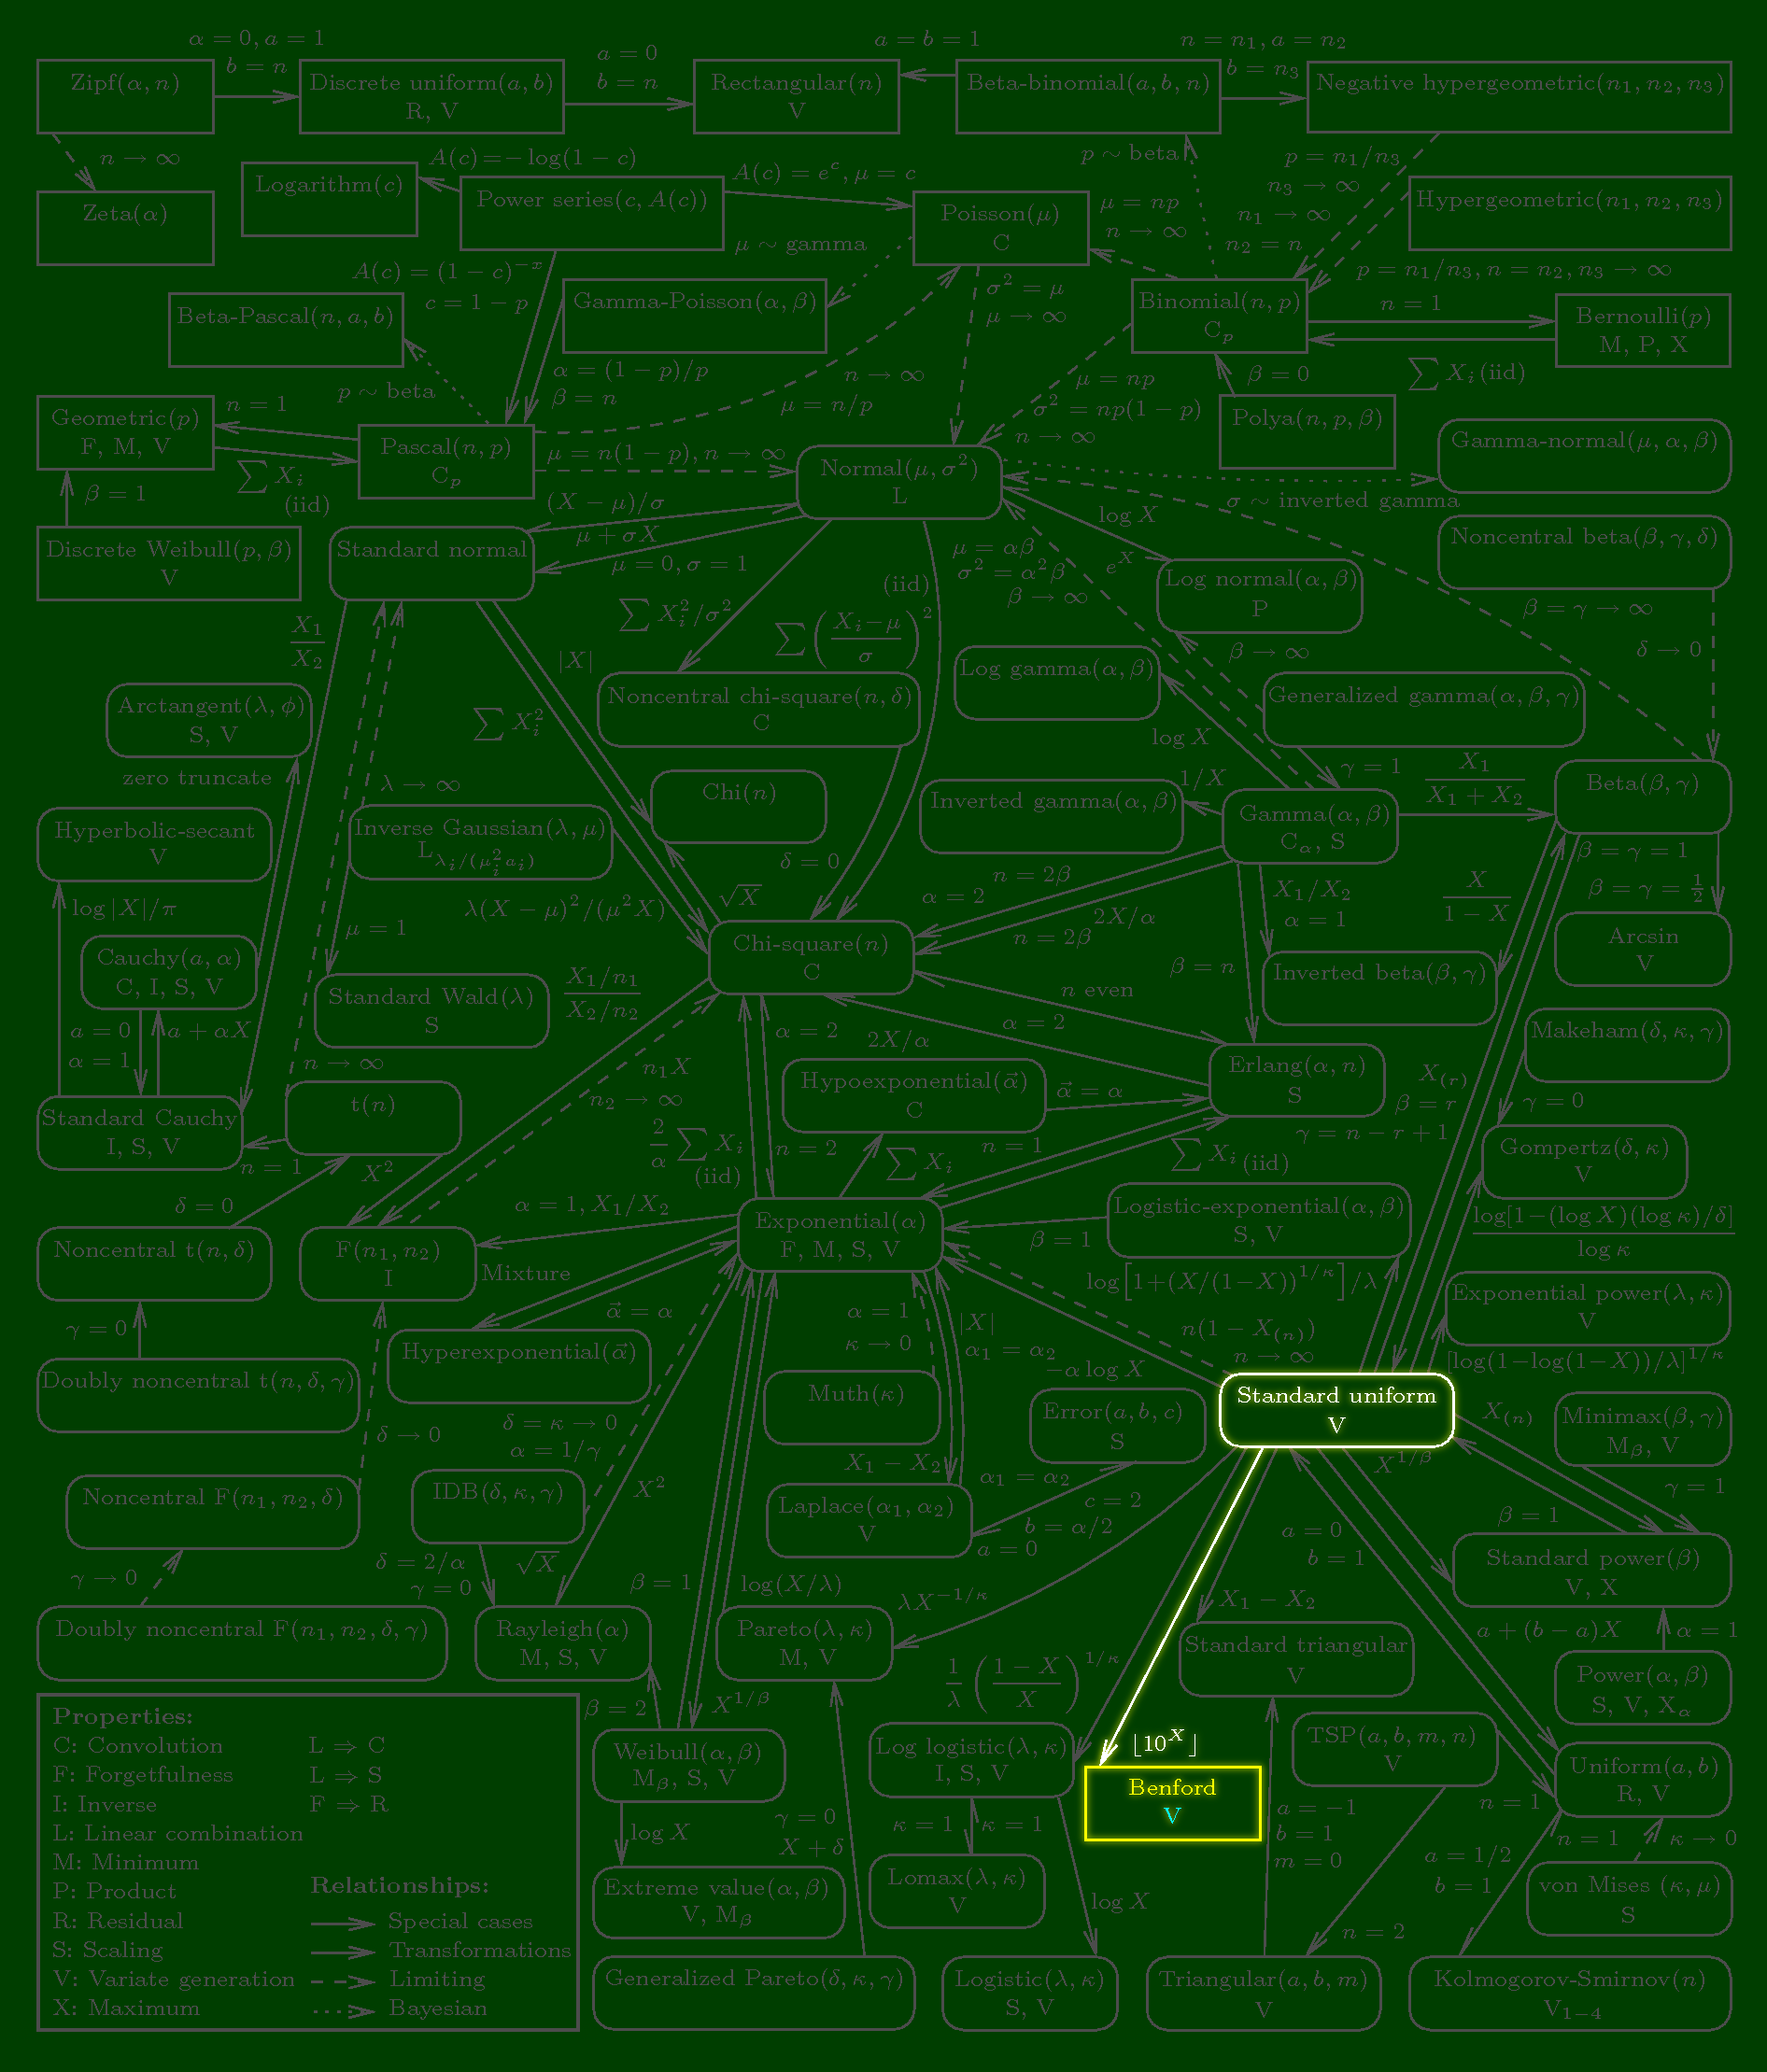 α = 0, a = 1
b = n
a = 0
b = n
a = b = 1
n = n₁, a = n₂
b = n₃
Zipf(α, n)
Discrete uniform(a, b)
R, V
Rectangular(n)
V
Beta-binomial(a, b, n)
Negative hypergeometric(n₁, n₂, n₃)
n → ∞
A(c) = −log(1 − c)
A(c) = eᶜ, μ = c
p ∼ beta
p = n₁/n₃
n₃ → ∞
n₁ → ∞
n₂ = n
Logarithm(c)
Power series(c, A(c))
Zeta(α)
Poisson(μ)
C
μ = np
n → ∞
Hypergeometric(n₁, n₂, n₃)
μ ∼ gamma
A(c) = (1 − c)⁻ˣ
c = 1 − p
σ² = μ
μ → ∞
p = n₁/n₃, n = n₂, n₃ → ∞
Beta-Pascal(n, a, b)
Gamma-Poisson(α, β)
Binomial(n, p)
Cₚ
n = 1
Bernoulli(p)
M, P, X
∑ Xᵢ (iid)
α = (1 − p)/p
β = n
n → ∞
μ = n/p
μ = np
σ² = np(1 − p)
n → ∞
β = 0
p ∼ beta
Geometric(p)
F, M, V
n = 1
∑ Xᵢ
(iid)
Pascal(n, p)
Cₚ
μ = n(1 − p), n → ∞
Normal(μ, σ²)
L
Polya(n, p, β)
Gamma-normal(μ, α, β)
σ ∼ inverted gamma
β = 1
(X − μ)/σ
μ + σX
μ = 0, σ = 1
log X
Discrete Weibull(p, β)
V
Standard normal
Noncentral beta(β, γ, δ)
μ = αβ
σ² = α²β
β → ∞
eˣ
Log normal(α, β)
P
(iid)
∑ Xᵢ²/σ²
∑ ((Xᵢ−μ)/σ)²
β = γ → ∞
δ → 0
X₁/X₂
|X|
β → ∞
Log gamma(α, β)
Generalized gamma(α, β, γ)
Noncentral chi-square(n, δ)
C
Arctangent(λ, φ)
S, V
∑ Xᵢ²
log X
zero truncate
λ → ∞
1/X
γ = 1
X₁/(X₁ + X₂)
Beta(β, γ)
Chi(n)
Inverted gamma(α, β)
Gamma(α, β)
C_α, S
Hyperbolic-secant
V
Inverse Gaussian(λ, μ)
L_{λᵢ/(μᵢ²aᵢ)}
δ = 0
β = γ = 1
β = γ = ½
log |X|/π
λ(X − μ)²/(μ²X)
√X
α = 2
n = 2β
2X/α
n = 2β
X₁/X₂
α = 1
X/(1 − X)
μ = 1
Cauchy(a, α)
C, I, S, V
Chi-square(n)
C
Arcsin
V
Standard Wald(λ)
S
(X₁/n₁)/(X₂/n₂)
β = n
Inverted beta(β, γ)
n even
a = 0
α = 1
a + αX
α = 2
α = 2
2X/α
Makeham(δ, κ, γ)
n → ∞
n₁X
n₂ → ∞
Hypoexponential(α⃗)
C
α⃗ = α
Erlang(α, n)
S
X₍ᵣ₎
β = r
γ = n − r + 1
γ = 0
Standard Cauchy
I, S, V
t(n)
n = 1
X²
(2/α) ∑ Xᵢ
(iid)
n = 2
∑ Xᵢ
n = 1
∑ Xᵢ (iid)
Gompertz(δ, κ)
V
δ = 0
α = 1, X₁/X₂
Exponential(α)
F, M, S, V
Logistic-exponential(α, β)
S, V
β = 1
log[1−(log X)(log κ)/δ]
log κ
Noncentral t(n, δ)
F(n₁, n₂)
I
Mixture
α⃗ = α
log[1+(X/(1−X))^{1/κ}]/λ
Exponential power(λ, κ)
V
γ = 0
Hyperexponential(α⃗)
α = 1
κ → 0
|X|
α₁ = α₂
n(1 − X₍ₙ₎)
n → ∞
[log(1−log(1−X))/λ]^{1/κ}
−α log X
Doubly noncentral t(n, δ, γ)
Muth(κ)
Error(a, b, c)
S
Standard uniform
V
X₍ₙ₎
Minimax(β, γ)
M_β, V
δ → 0
δ = κ → 0
α = 1/γ
X₁ − X₂
α₁ = α₂
X^{1/β}
γ = 1
Noncentral F(n₁, n₂, δ)
IDB(δ, κ, γ)
X²
Laplace(α₁, α₂)
V
c = 2
b = α/2
a = 0
a = 0
b = 1
β = 1
Standard power(β)
V, X
γ → 0
δ = 2/α
γ = 0
√X
β = 1
log(X/λ)
λX^{−1/κ}
X₁ − X₂
a + (b − a)X
α = 1
Doubly noncentral F(n₁, n₂, δ, γ)
Rayleigh(α)
M, S, V
Pareto(λ, κ)
M, V
Standard triangular
V
(1/λ) ((1 − X)/X)^{1/κ}
Power(α, β)
S, V, X_α
β = 2
X^{1/β}
⌊10ˣ⌋
Weibull(α, β)
M_β, S, V
Log logistic(λ, κ)
I, S, V
Benford
V
TSP(a, b, m, n)
V
Uniform(a, b)
R, V
log X
γ = 0
X + δ
κ = 1
κ = 1
a = −1
b = 1
m = 0
n = 1
n = 1
κ → 0
a = 1/2
b = 1
Extreme value(α, β)
V, M_β
Lomax(λ, κ)
V
log X
n = 2
von Mises (κ, μ)
S
Generalized Pareto(δ, κ, γ)
Logistic(λ, κ)
S, V
Triangular(a, b, m)
V
Kolmogorov-Smirnov(n)
V₁₋₄
Properties:
C: Convolution
F: Forgetfulness
I: Inverse
L: Linear combination
M: Minimum
P: Product
R: Residual
S: Scaling
V: Variate generation
X: Maximum
L ⇒ C
L ⇒ S
F ⇒ R
Relationships:
Special cases
Transformations
Limiting
Bayesian